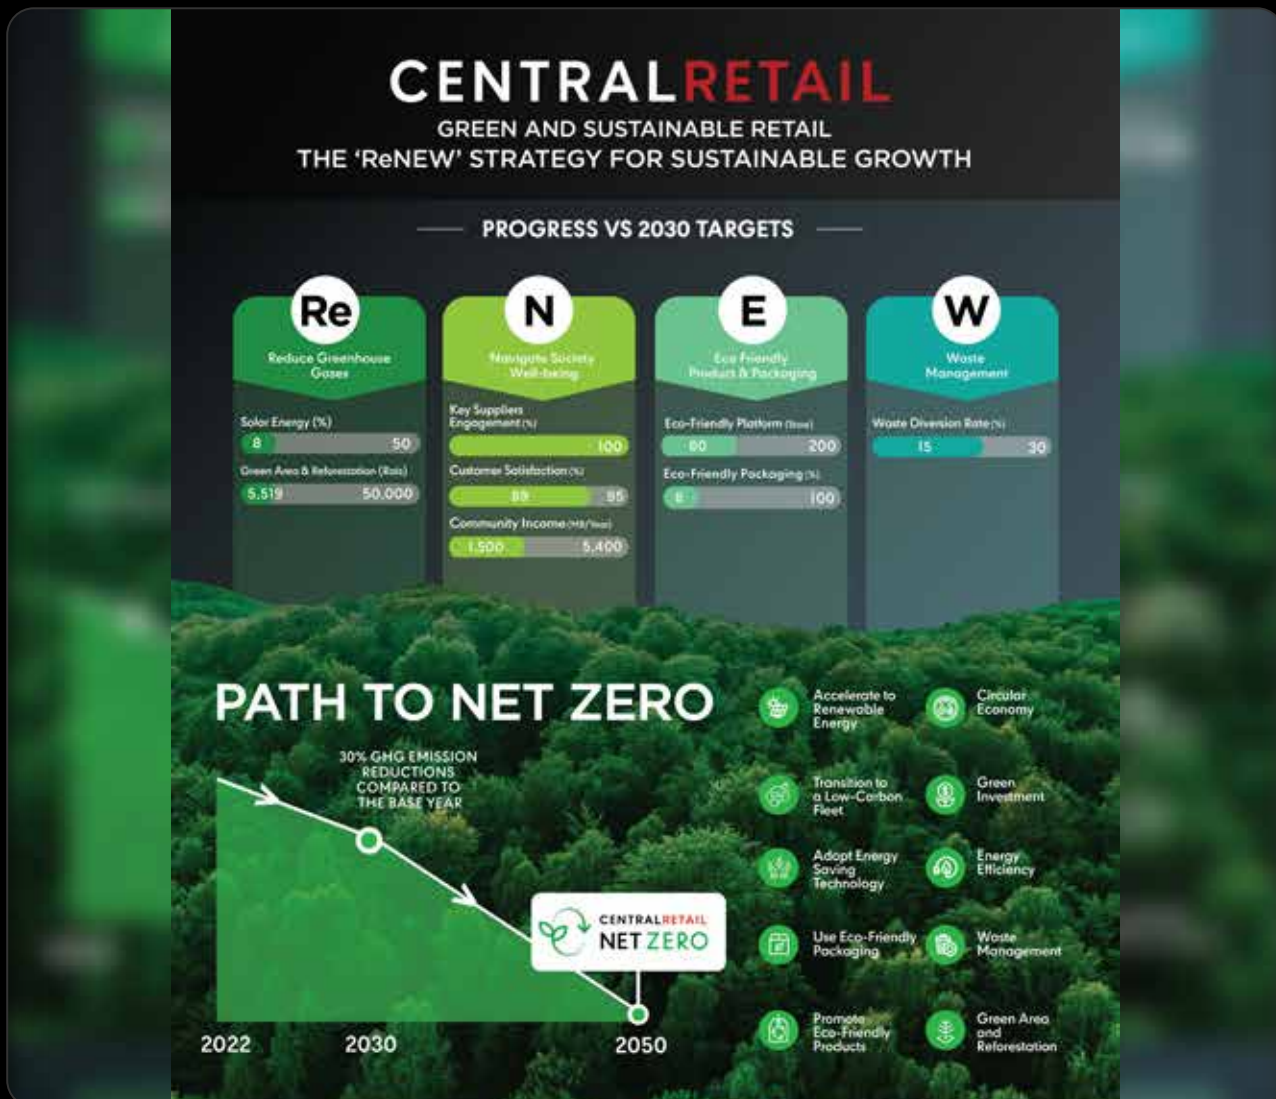 CENTRALRETAIL
GREEN AND SUSTAINABLE RETAIL
THE ‘ReNEW’ STRATEGY FOR SUSTAINABLE GROWTH
PROGRESS VS 2030 TARGETS
Re
Reduce Greenhouse
Gases
Solar Energy (%)
8 50
Green Area & Reforestation (Rais)
5,519 50,000
N
Navigate Society
Well-being
Key Suppliers
Engagement (%)
100
Customer Satisfaction (%)
89 95
Community Income (MB/Year)
1,500 5,400
E
Eco Friendly
Product & Packaging
Eco-Friendly Platform (Store)
80 200
Eco-Friendly Packaging (%)
8 100
W
Waste
Management
Waste Diversion Rate (%)
15 30
PATH TO NET ZERO
30% GHG EMISSION
REDUCTIONS
COMPARED TO
THE BASE YEAR
CENTRALRETAIL
NET ZERO
2022 2030 2050
Accelerate to
Renewable
Energy
Circular
Economy
Transition to
a Low-Carbon
Fleet
Green
Investment
Adopt Energy
Saving
Technology
Energy
Efficiency
Use Eco-Friendly
Packaging
Waste
Management
Promote
Eco-Friendly
Products
Green Area
and
Reforestation